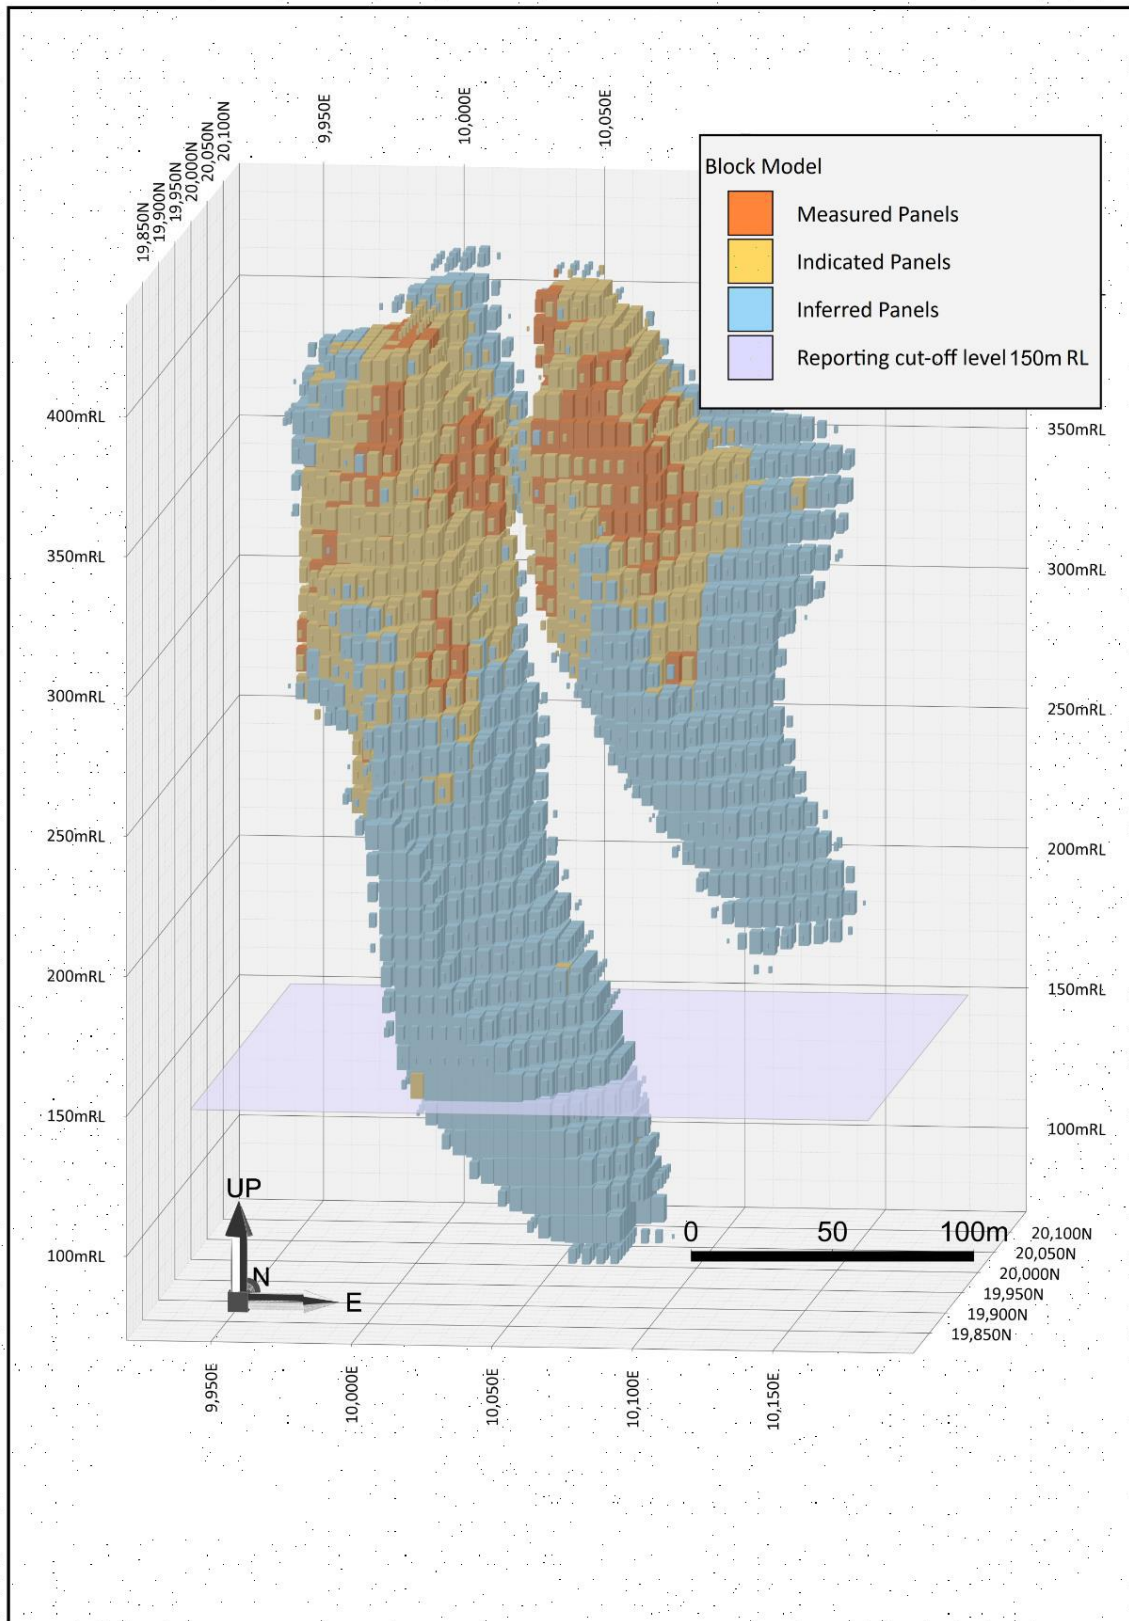 19,850N
19,900N
19,950N
20,000N
20,050N
20,100N
9,950E
10,000E
10,050E
Block Model
Measured Panels
Indicated Panels
Inferred Panels
Reporting cut-off level 150m RL
400mRL
350mRL
300mRL
250mRL
200mRL
150mRL
100mRL
350mRL
300mRL
250mRL
200mRL
150mRL
100mRL
UP
N
E
0 50 100m
20,100N
20,050N
20,000N
19,950N
19,900N
19,850N
9,950E
10,000E
10,050E
10,100E
10,150E